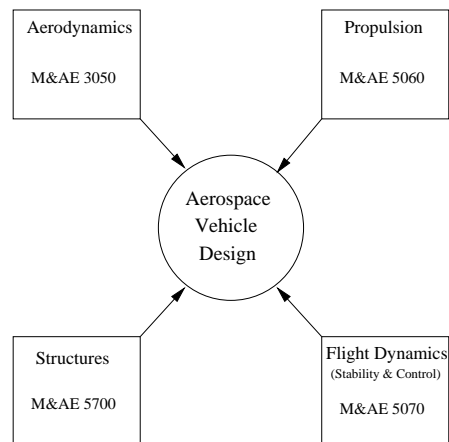 Aerodynamics
M&AE 3050
Propulsion
M&AE 5060
Aerospace
Vehicle
Design
Structures
M&AE 5700
Flight Dynamics
(Stability & Control)
M&AE 5070